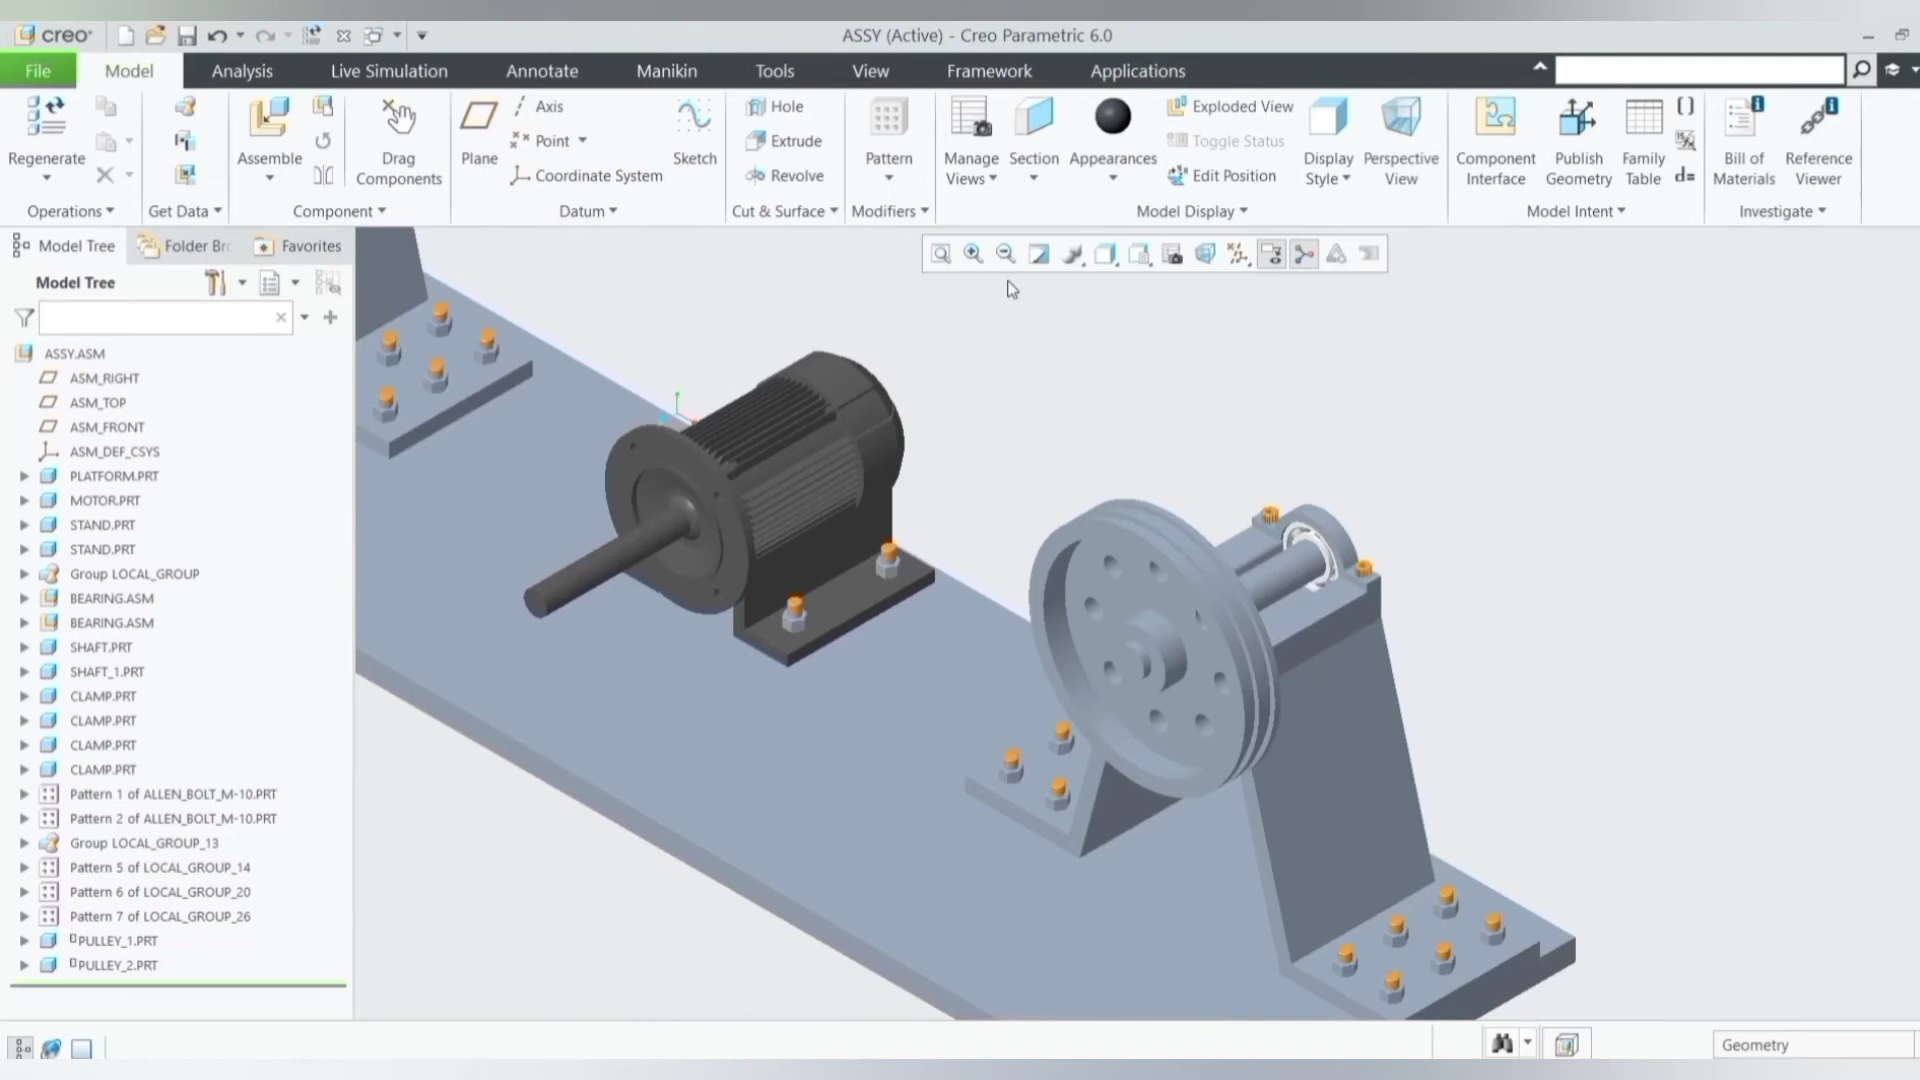 creo
ASSY (Active) - Creo Parametric 6.0
File Model Analysis Live Simulation Annotate Manikin Tools View Framework Applications
Regenerate
Operations
Get Data
Assemble
Drag Components
Component
Plane
Axis
Point
Coordinate System
Sketch
Datum
Hole
Extrude
Revolve
Cut & Surface
Pattern
Modifiers
Manage Views
Section
Appearances
Exploded View
Toggle Status
Edit Position
Display Style
Perspective View
Model Display
Component Interface
Publish Geometry
Family Table
d=
Model Intent
Bill of Materials
Reference Viewer
Investigate
Model Tree
Folder Br
Favorites
Model Tree
ASSY.ASM
ASM_RIGHT
ASM_TOP
ASM_FRONT
ASM_DEF_CSYS
PLATFORM.PRT
MOTOR.PRT
STAND.PRT
STAND.PRT
Group LOCAL_GROUP
BEARING.ASM
BEARING.ASM
SHAFT.PRT
SHAFT_1.PRT
CLAMP.PRT
CLAMP.PRT
CLAMP.PRT
CLAMP.PRT
Pattern 1 of ALLEN_BOLT_M-10.PRT
Pattern 2 of ALLEN_BOLT_M-10.PRT
Group LOCAL_GROUP_13
Pattern 5 of LOCAL_GROUP_14
Pattern 6 of LOCAL_GROUP_20
Pattern 7 of LOCAL_GROUP_26
PULLEY_1.PRT
PULLEY_2.PRT
Geometry